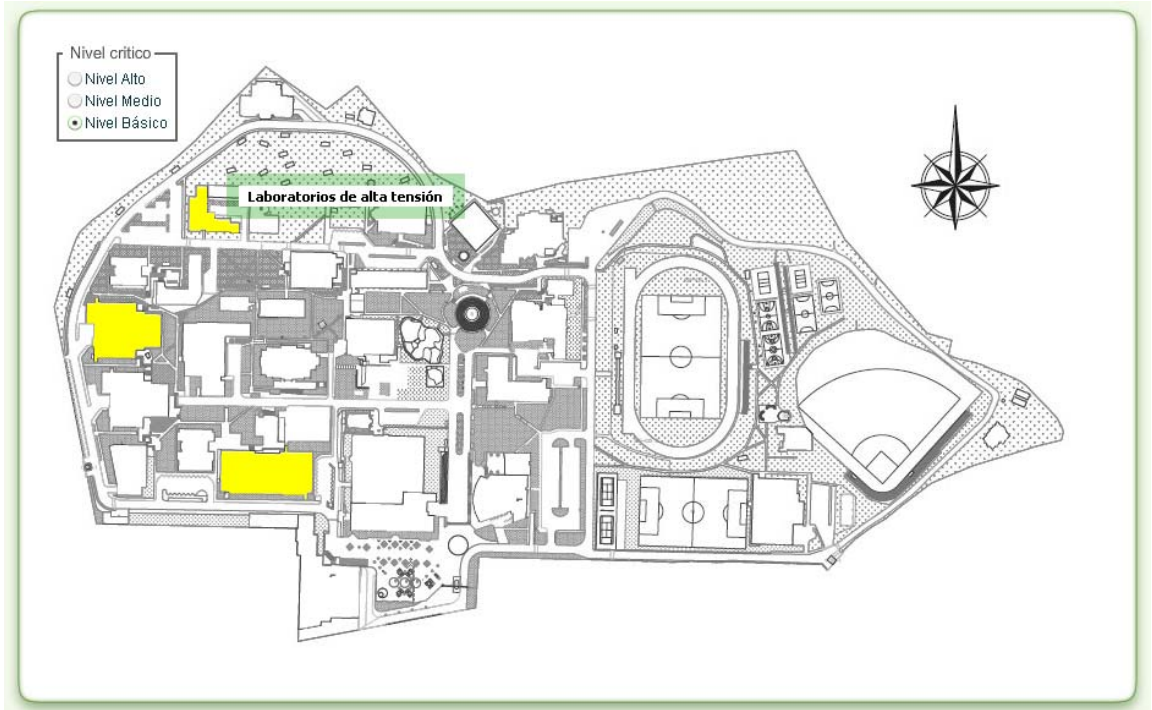 Nivel crítico
Nivel Alto
Nivel Medio
Nivel Básico
Laboratorios de alta tensión